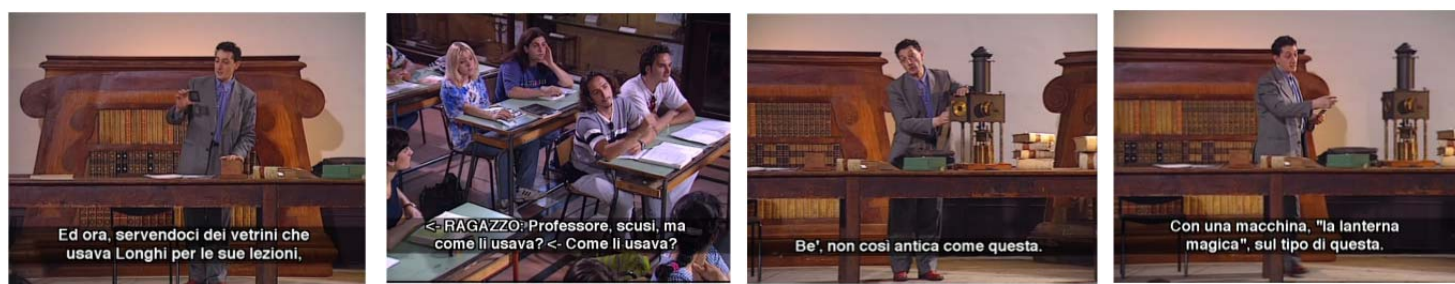 Ed ora, servendoci dei vetrini che
usava Longhi per le sue lezioni,
<- RAGAZZO: Professore, scusi, ma
come li usava? <- Come li usava?
Be', non così antica come questa.
Con una macchina, "la lanterna
magica", sul tipo di questa.